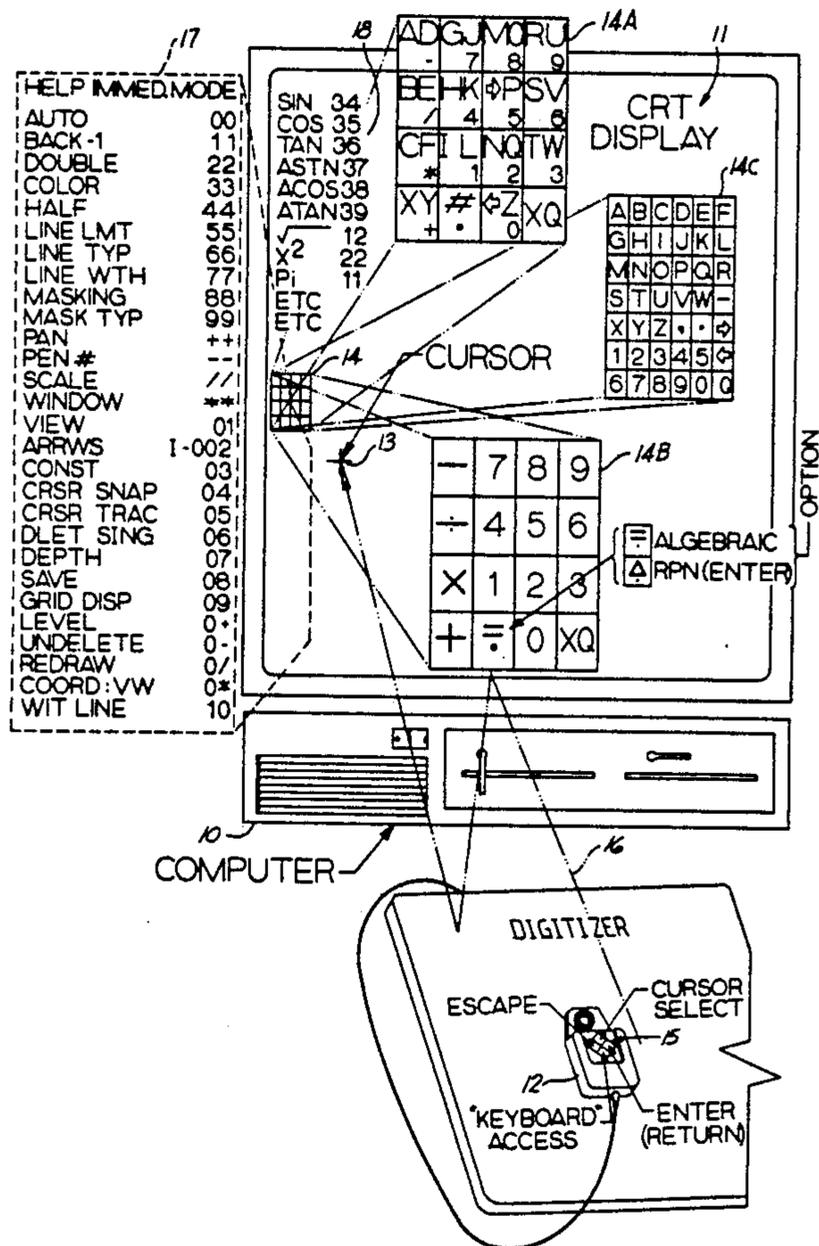 17
HELP IMMED. MODE
AUTO 00
BACK-1 11
DOUBLE 22
COLOR 33
HALF 44
LINE LMT 55
LINE TYP 66
LINE WTH 77
MASKING 88
MASK TYP 99
PAN ++
PEN # --
SCALE //
WINDOW **
VIEW 01
ARRWS I-002
CONST 03
CRSR SNAP 04
CRSR TRAC 05
DLET SING 06
DEPTH 07
SAVE 08
GRID DISP 09
LEVEL 0+
UNDELETE 0-
REDRAW 0/
COORD:VW 0*
WIT LINE 10
18
SIN 34
COS 35
TAN 36
ASTN 37
ACOS 38
ATAN 39
√ 12
X2 22
Pi 11
ETC
ETC
14A
AD GJ MO RU
- 7 8 9
BE HK ⇨P SV
/ 4 5 6
CF IL NQ TW
* 1 2 3
XY # ⇦Z XQ
+ . 0
11
CRT
DISPLAY
14C
A B C D E F
G H I J K L
M N O P Q R
S T U V W -
X Y Z , . ⇨
1 2 3 4 5 ⇦
6 7 8 9 0 Q
14
CURSOR
13
14B
- 7 8 9
÷ 4 5 6
X 1 2 3
+ = . 0 XQ
= . ALGEBRAIC
Δ . RPN (ENTER)
OPTION
10
COMPUTER
16
DIGITIZER
ESCAPE
CURSOR
SELECT
15
12
"KEYBOARD"
ACCESS
ENTER
(RETURN)